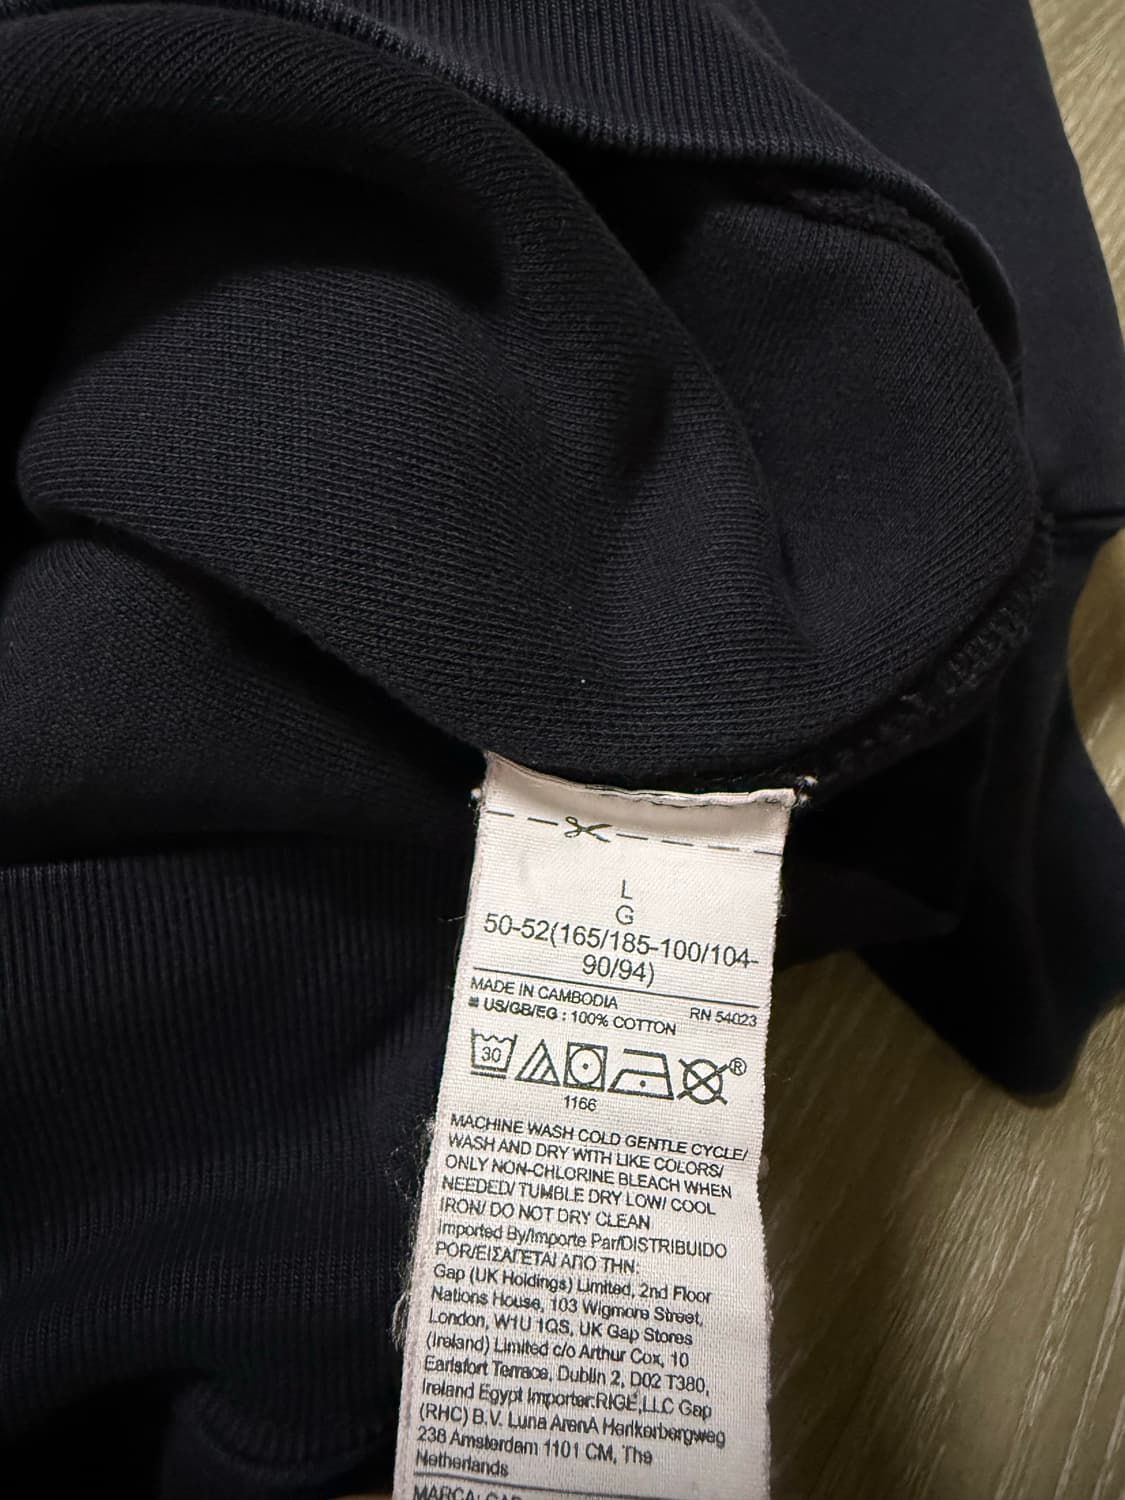 L
G
50-52(165/185-100/104-
90/94)
MADE IN CAMBODIA RN 54023
US/GB/EG : 100% COTTON
30
®
1166
MACHINE WASH COLD GENTLE CYCLE/
WASH AND DRY WITH LIKE COLORS/
ONLY NON-CHLORINE BLEACH WHEN
NEEDED/ TUMBLE DRY LOW/ COOL
IRON/ DO NOT DRY CLEAN
Imported By/Importe Par/DISTRIBUIDO
POR/ΕΙΣΑΓΕΤΑΙ ΑΠΟ ΤΗΝ:
Gap (UK Holdings) Limited, 2nd Floor
Nations House, 103 Wigmore Street,
London, W1U 1QS, UK Gap Stores
(Ireland) Limited c/o Arthur Cox, 10
Earlsfort Terrace, Dublin 2, D02 T380,
Ireland Egypt Importer:RIGE,LLC Gap
(RHC) B.V. Luna ArenA Herikerbergweg
238 Amsterdam 1101 CM, The
Netherlands
MARCA: GAP